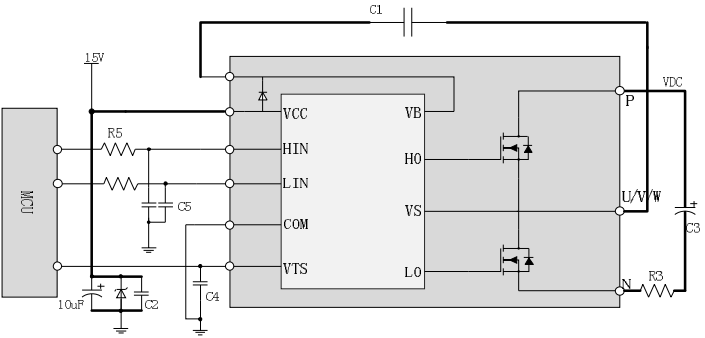 C1
15V
VDC
P
VCC
VB
R5
HIN
HO
LIN
MCU
C5
U/V/W
VS
COM
C3
VTS
LO
R3
N
10uF
C2
C4